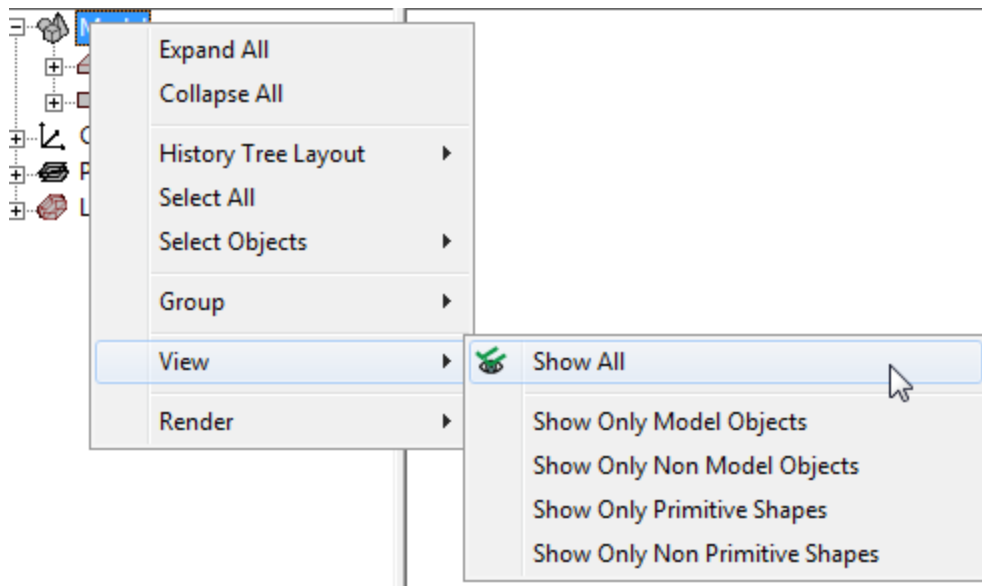 Expand All
Collapse All
History Tree Layout
Select All
Select Objects
Group
View
Render
Show All
Show Only Model Objects
Show Only Non Model Objects
Show Only Primitive Shapes
Show Only Non Primitive Shapes